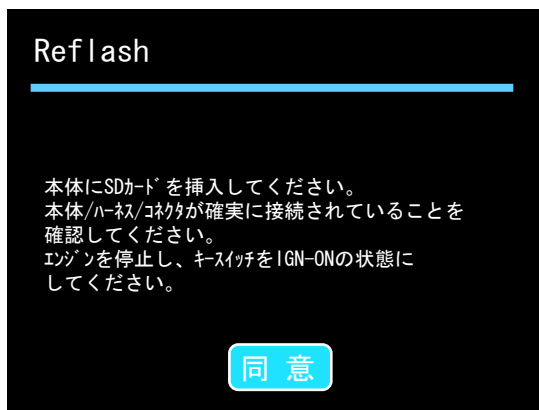 Reflash
本体にSDｶｰﾄﾞを挿入してください。
本体/ﾊｰﾈｽ/ｺﾈｸﾀが確実に接続されていることを
確認してください。
ｴﾝｼﾞﾝを停止し、ｷｰｽｲｯﾁをIGN-ONの状態に
してください。
同 意